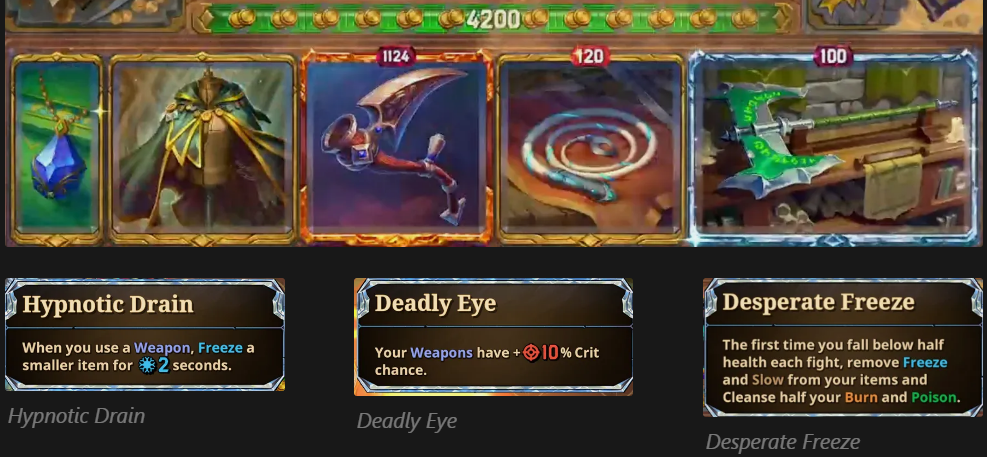 4200
1124
120
100
Hypnotic Drain
When you use a Weapon, Freeze a
smaller item for 2 seconds.
Hypnotic Drain
Deadly Eye
Your Weapons have + 10% Crit
chance.
Deadly Eye
Desperate Freeze
The first time you fall below half
health each fight, remove Freeze
and Slow from your items and
Cleanse half your Burn and Poison.
Desperate Freeze